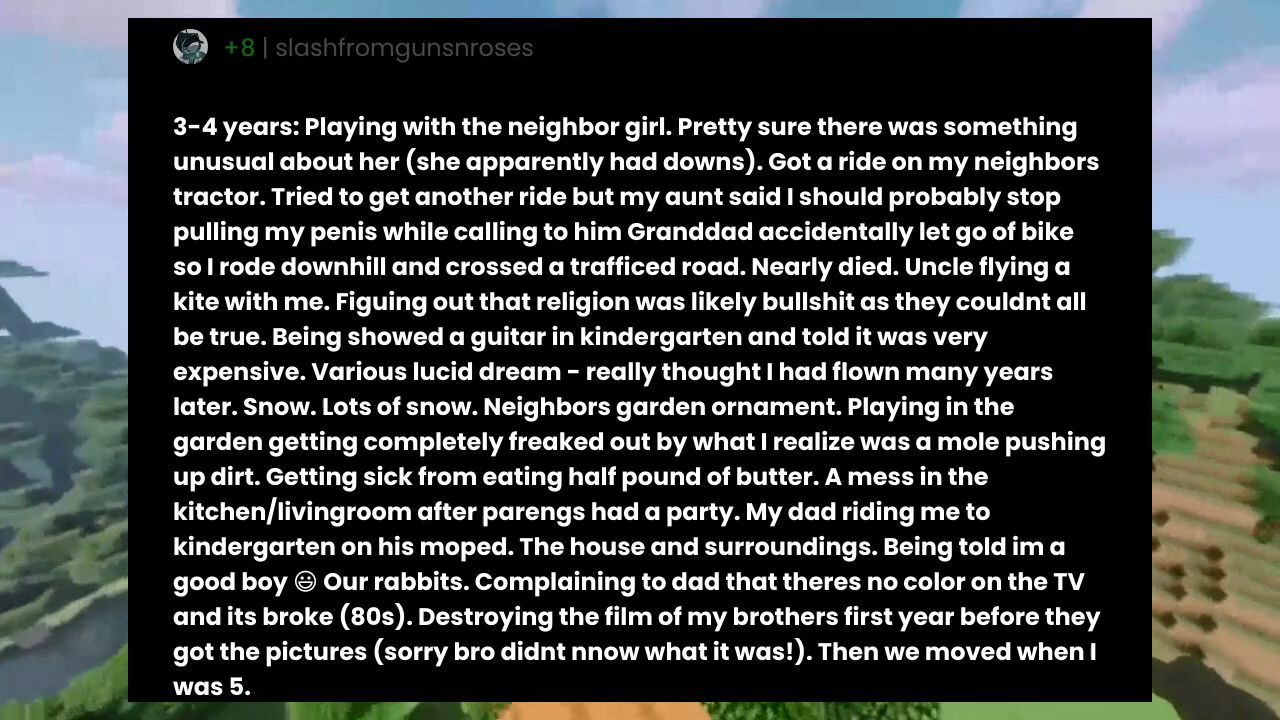 +8 | slashfromgunsnroses
3-4 years: Playing with the neighbor girl. Pretty sure there was something
unusual about her (she apparently had downs). Got a ride on my neighbors
tractor. Tried to get another ride but my aunt said I should probably stop
pulling my penis while calling to him Granddad accidentally let go of bike
so I rode downhill and crossed a trafficed road. Nearly died. Uncle flying a
kite with me. Figuing out that religion was likely bullshit as they couldnt all
be true. Being showed a guitar in kindergarten and told it was very
expensive. Various lucid dream - really thought I had flown many years
later. Snow. Lots of snow. Neighbors garden ornament. Playing in the
garden getting completely freaked out by what I realize was a mole pushing
up dirt. Getting sick from eating half pound of butter. A mess in the
kitchen/livingroom after parengs had a party. My dad riding me to
kindergarten on his moped. The house and surroundings. Being told im a
good boy 😃 Our rabbits. Complaining to dad that theres no color on the TV
and its broke (80s). Destroying the film of my brothers first year before they
got the pictures (sorry bro didnt nnow what it was!). Then we moved when I
was 5.